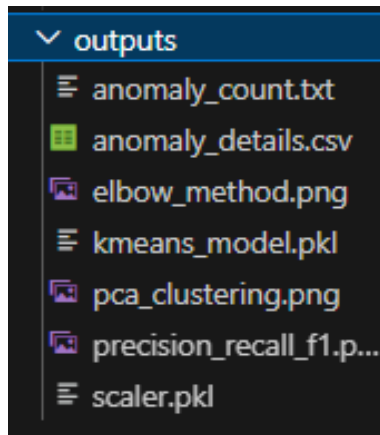 outputs
anomaly_count.txt
anomaly_details.csv
elbow_method.png
kmeans_model.pkl
pca_clustering.png
precision_recall_f1.p...
scaler.pkl